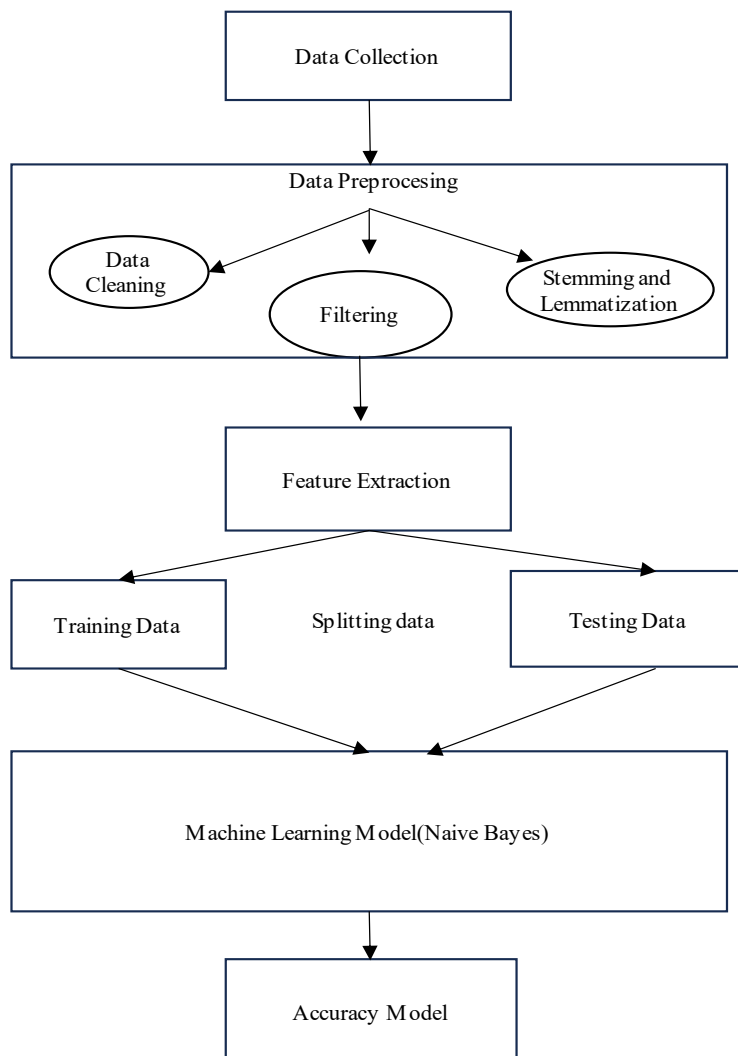 Data Collection
Data Preprocesing
Data
Cleaning
Filtering
Stemming and
Lemmatization
Feature Extraction
Training Data
Splitting data
Testing Data
Machine Learning Model(Naive Bayes)
Accuracy Model